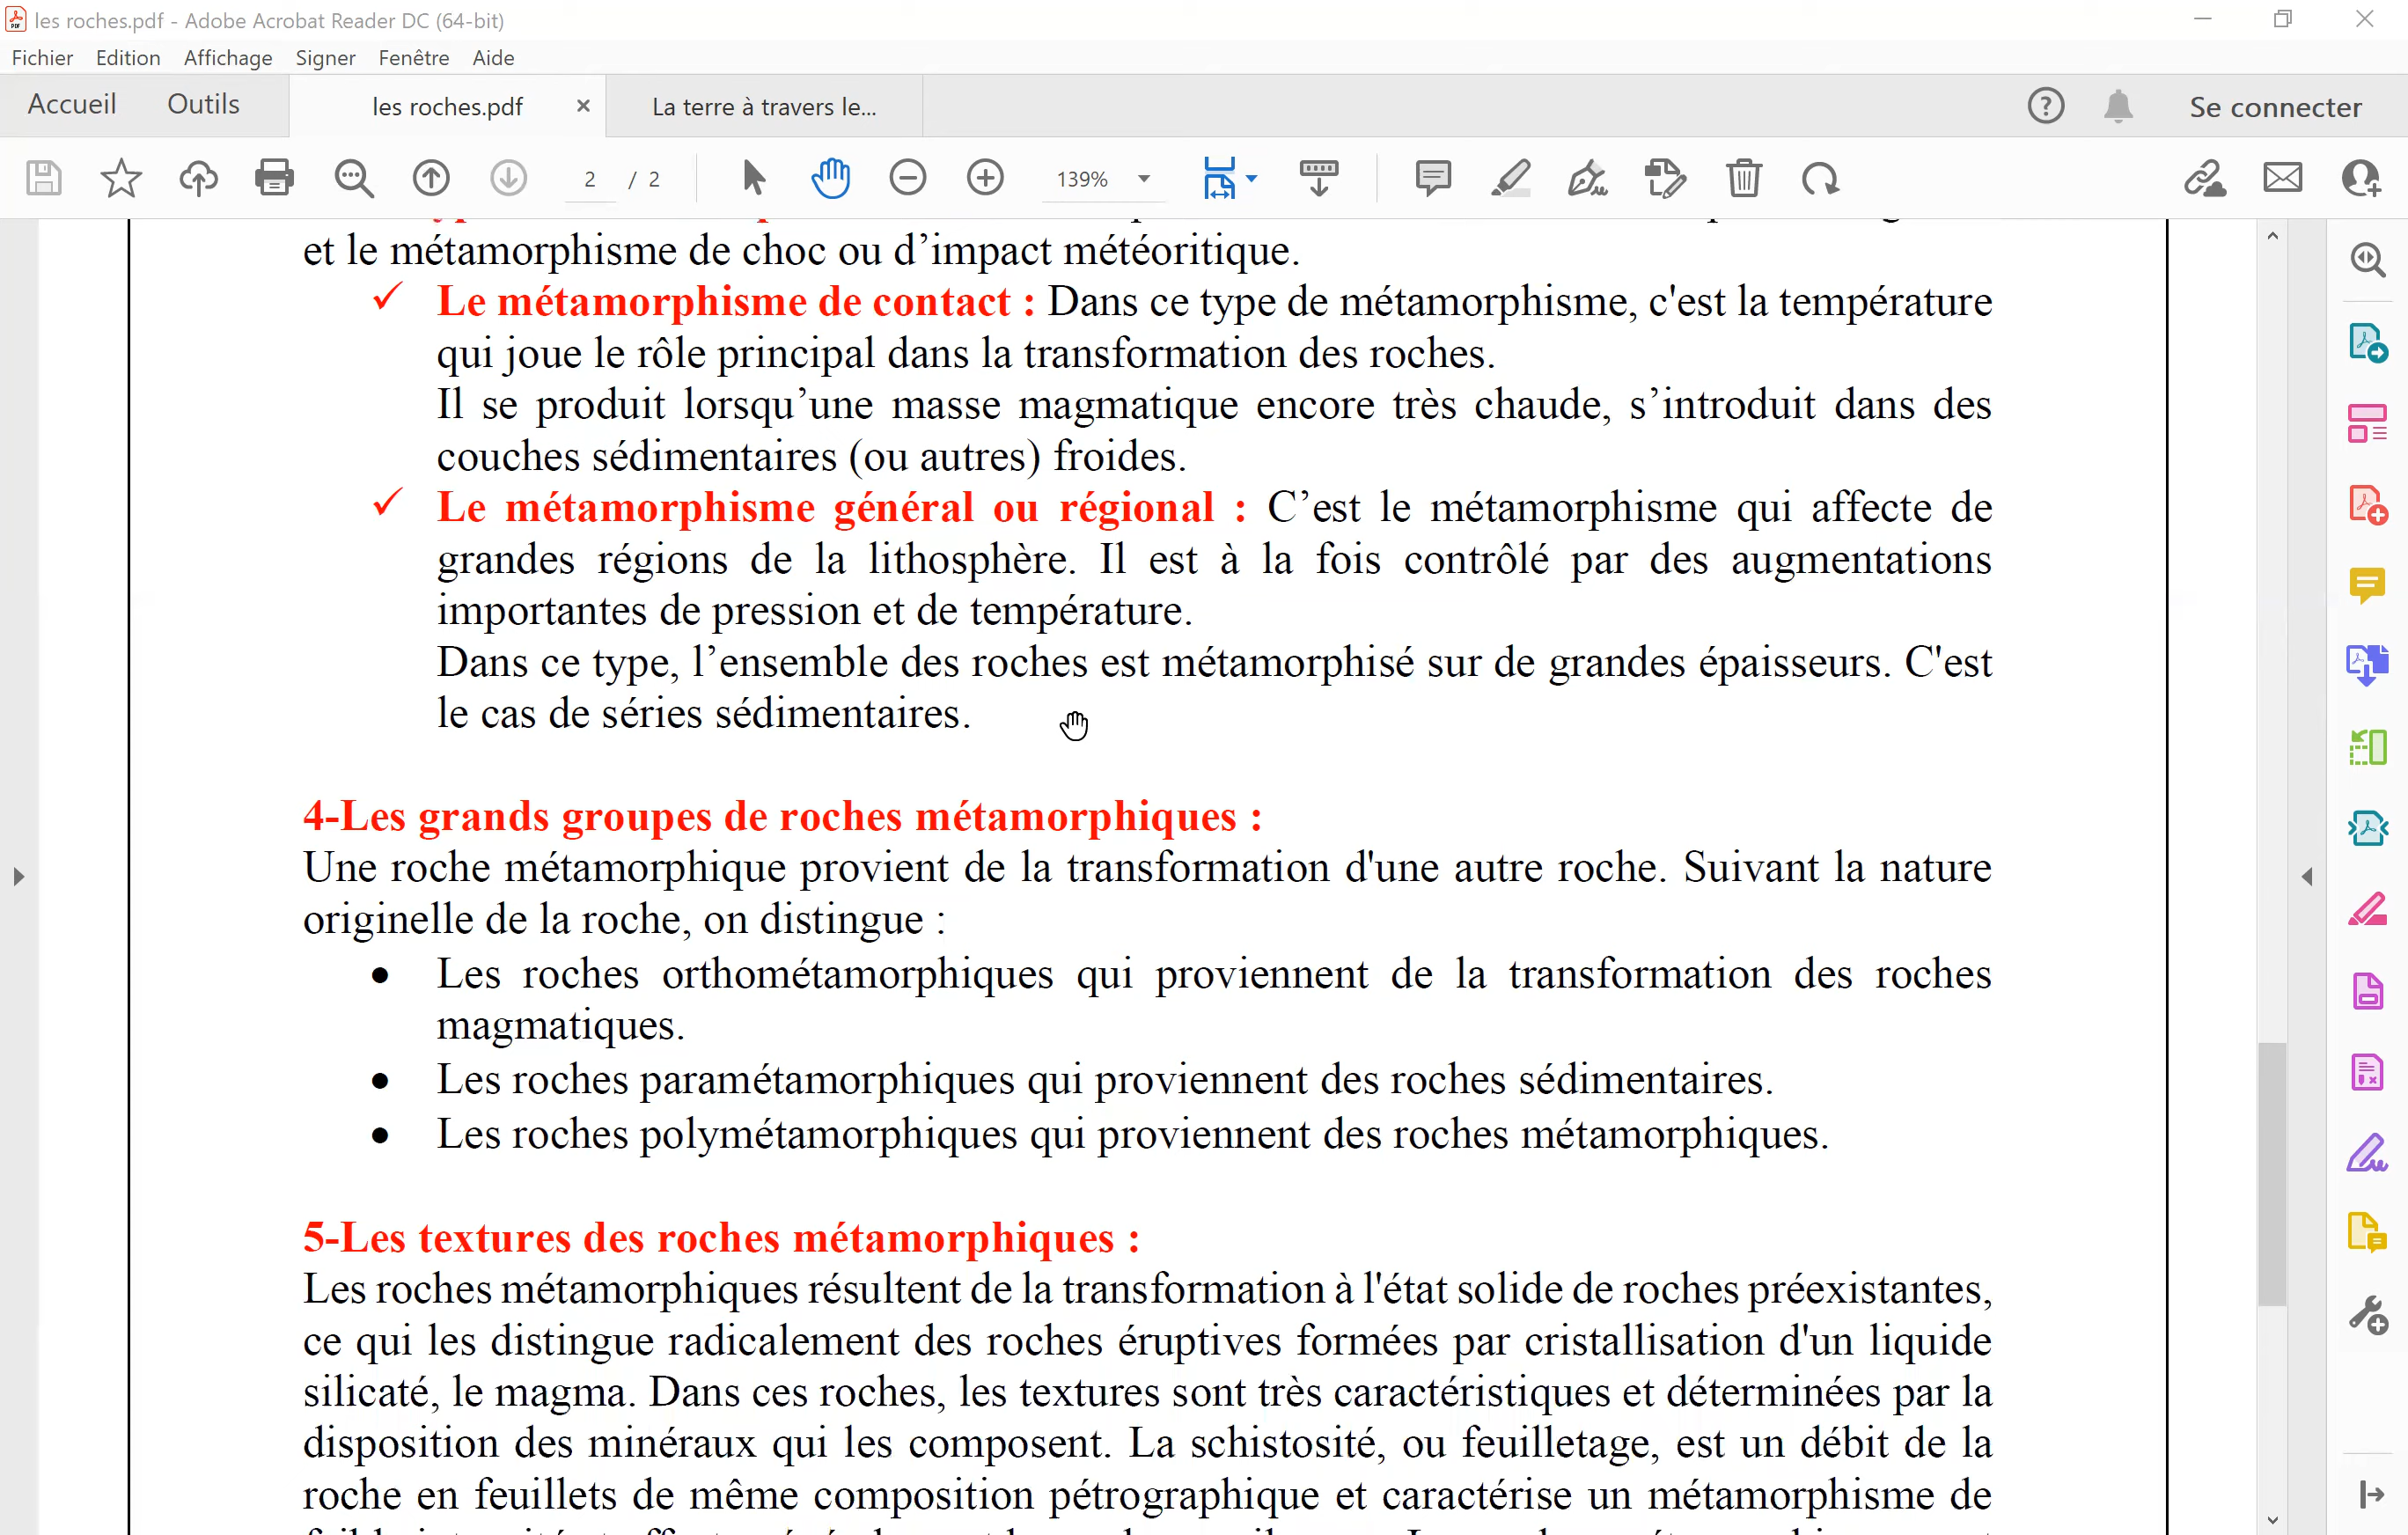 les roches.pdf - Adobe Acrobat Reader DC (64-bit)
Fichier Edition Affichage Signer Fenêtre Aide
Accueil Outils les roches.pdf × La terre à travers le... ? Se connecter
2 / 2 139%
et le métamorphisme de choc ou d’impact météoritique.
✓ Le métamorphisme de contact : Dans ce type de métamorphisme, c'est la température
qui joue le rôle principal dans la transformation des roches.
Il se produit lorsqu’une masse magmatique encore très chaude, s’introduit dans des
couches sédimentaires (ou autres) froides.
✓ Le métamorphisme général ou régional : C’est le métamorphisme qui affecte de
grandes régions de la lithosphère. Il est à la fois contrôlé par des augmentations
importantes de pression et de température.
Dans ce type, l’ensemble des roches est métamorphisé sur de grandes épaisseurs. C'est
le cas de séries sédimentaires.
4-Les grands groupes de roches métamorphiques :
Une roche métamorphique provient de la transformation d'une autre roche. Suivant la nature
originelle de la roche, on distingue :
• Les roches orthométamorphiques qui proviennent de la transformation des roches
magmatiques.
• Les roches paramétamorphiques qui proviennent des roches sédimentaires.
• Les roches polymétamorphiques qui proviennent des roches métamorphiques.
5-Les textures des roches métamorphiques :
Les roches métamorphiques résultent de la transformation à l'état solide de roches préexistantes,
ce qui les distingue radicalement des roches éruptives formées par cristallisation d'un liquide
silicaté, le magma. Dans ces roches, les textures sont très caractéristiques et déterminées par la
disposition des minéraux qui les composent. La schistosité, ou feuilletage, est un débit de la
roche en feuillets de même composition pétrographique et caractérise un métamorphisme de